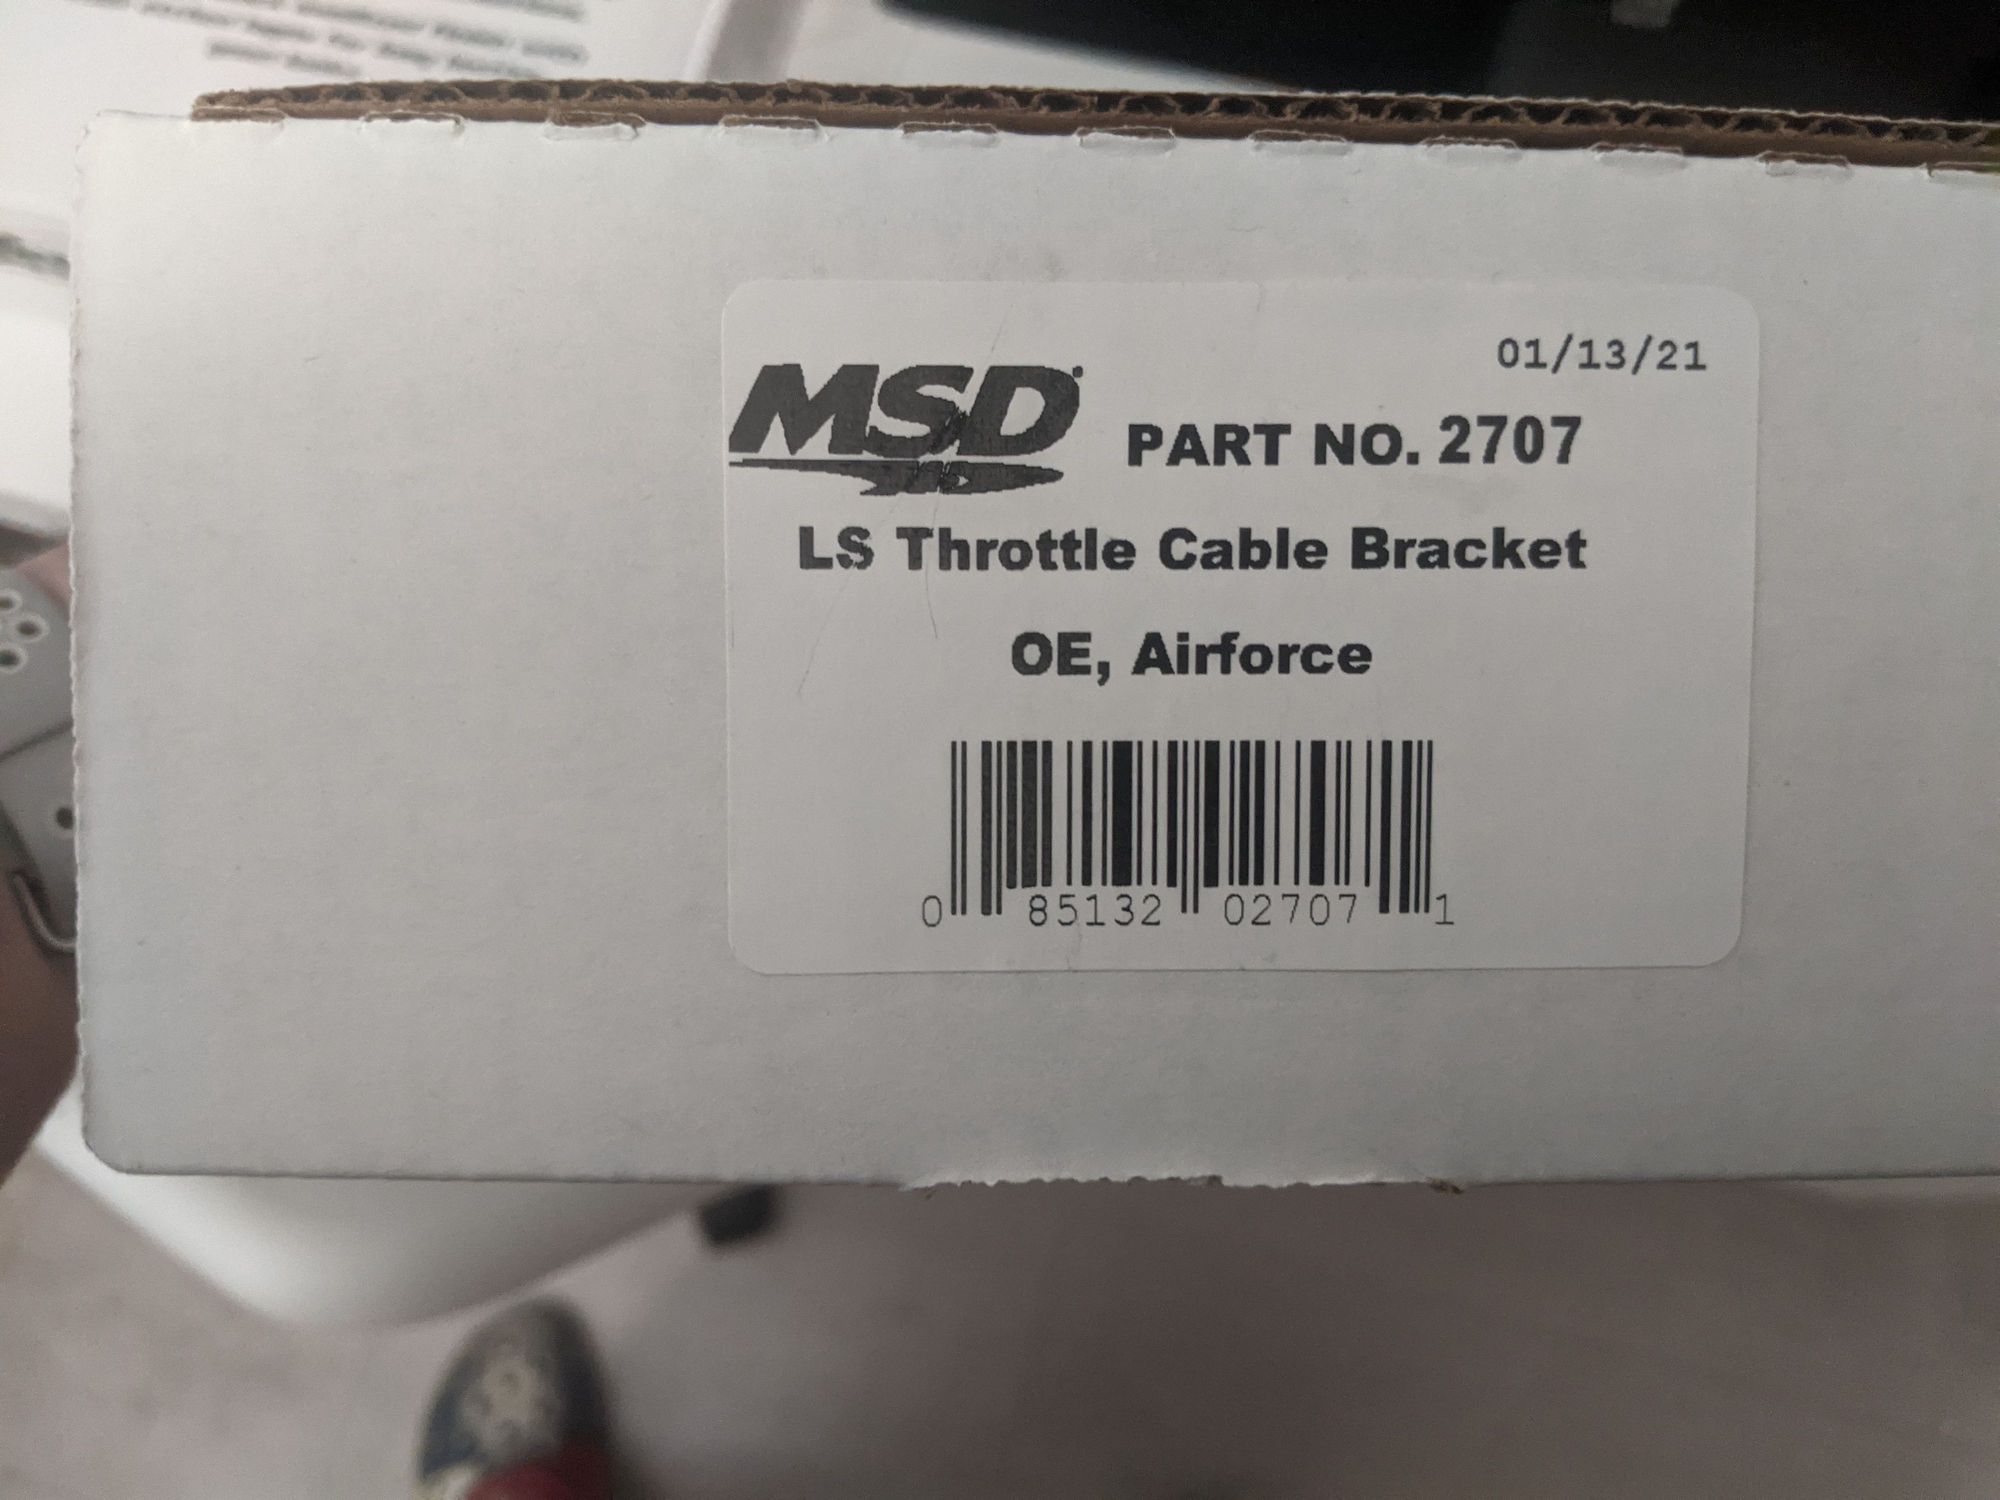 01/13/21
MSD
PART NO. 2707
LS Throttle Cable Bracket
OE, Airforce
0 85132 02707 1